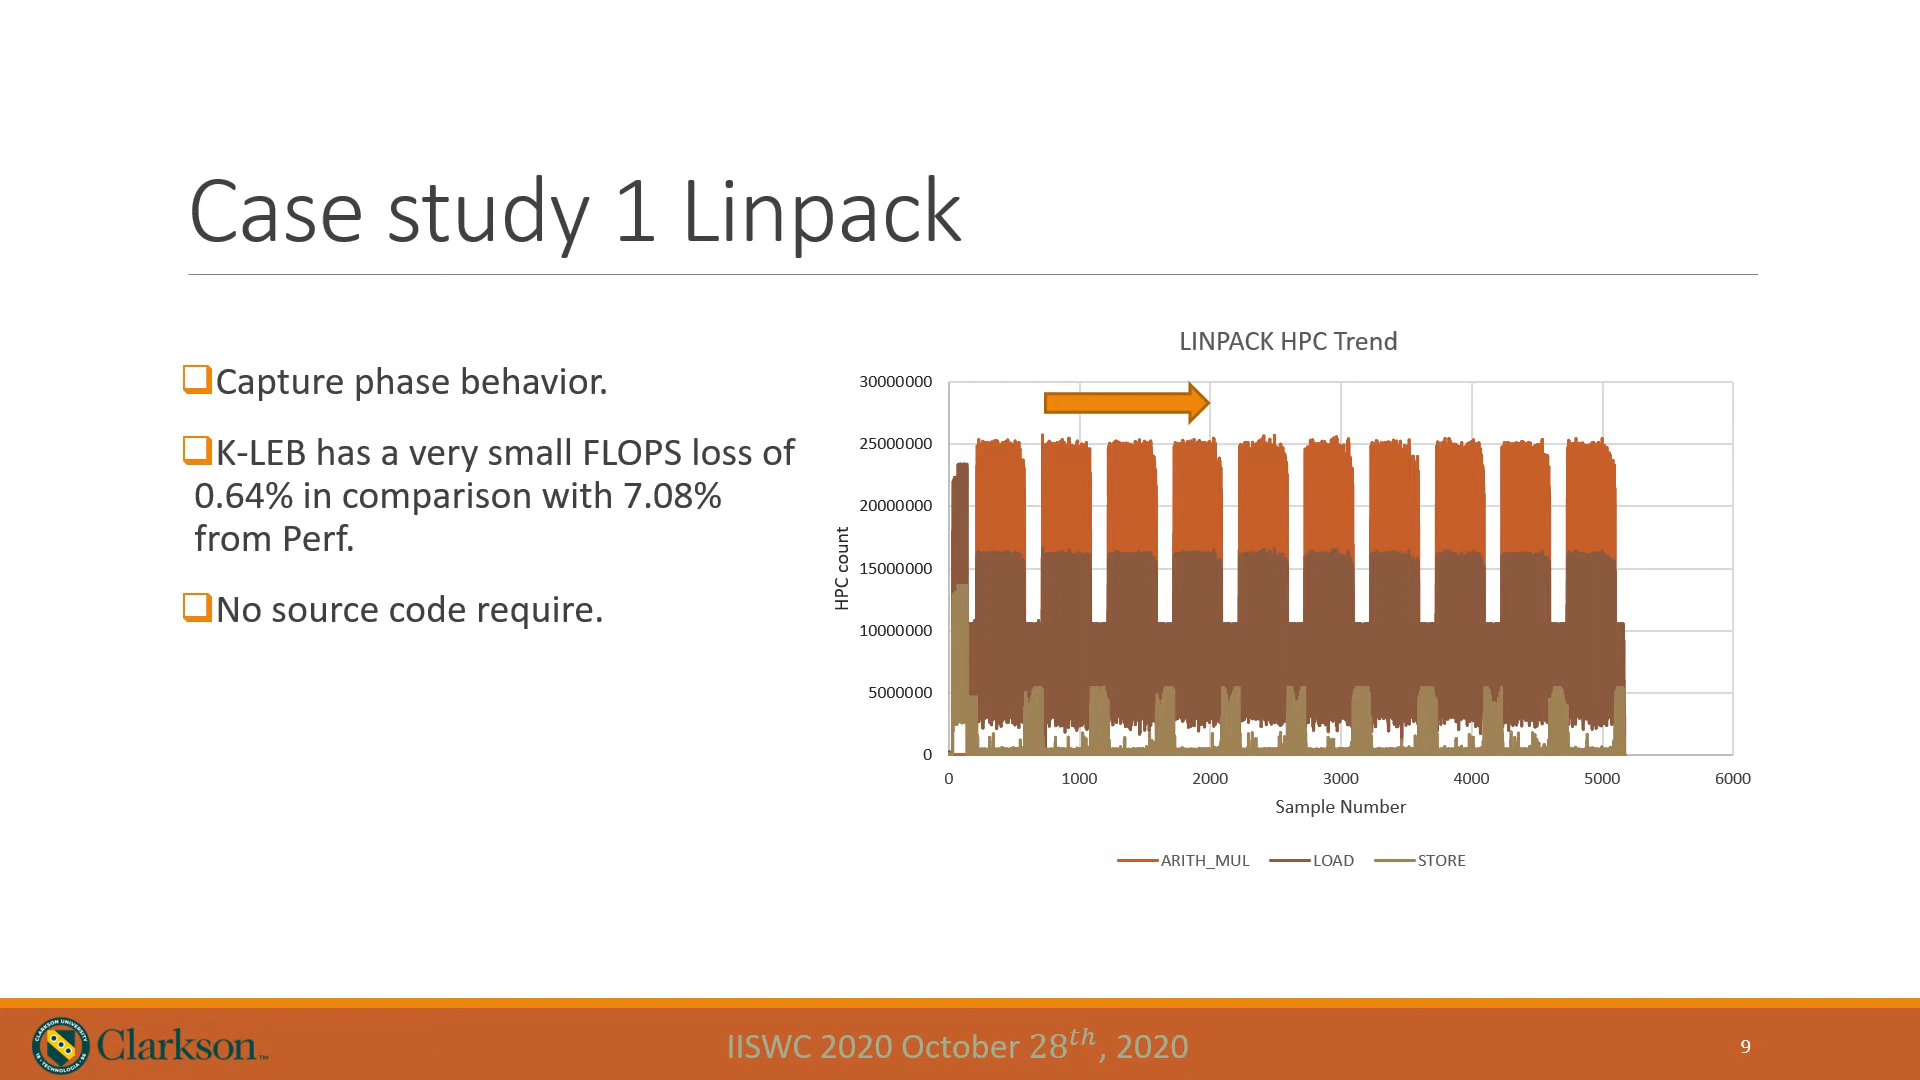 Case study 1 Linpack
Capture phase behavior.
K-LEB has a very small FLOPS loss of
0.64% in comparison with 7.08%
from Perf.
No source code require.
LINPACK HPC Trend
30000000
25000000
20000000
15000000
10000000
5000000
0
HPC count
0 1000 2000 3000 4000 5000 6000
Sample Number
ARITH_MUL LOAD STORE
Clarkson™
IISWC 2020 October 28th, 2020
9